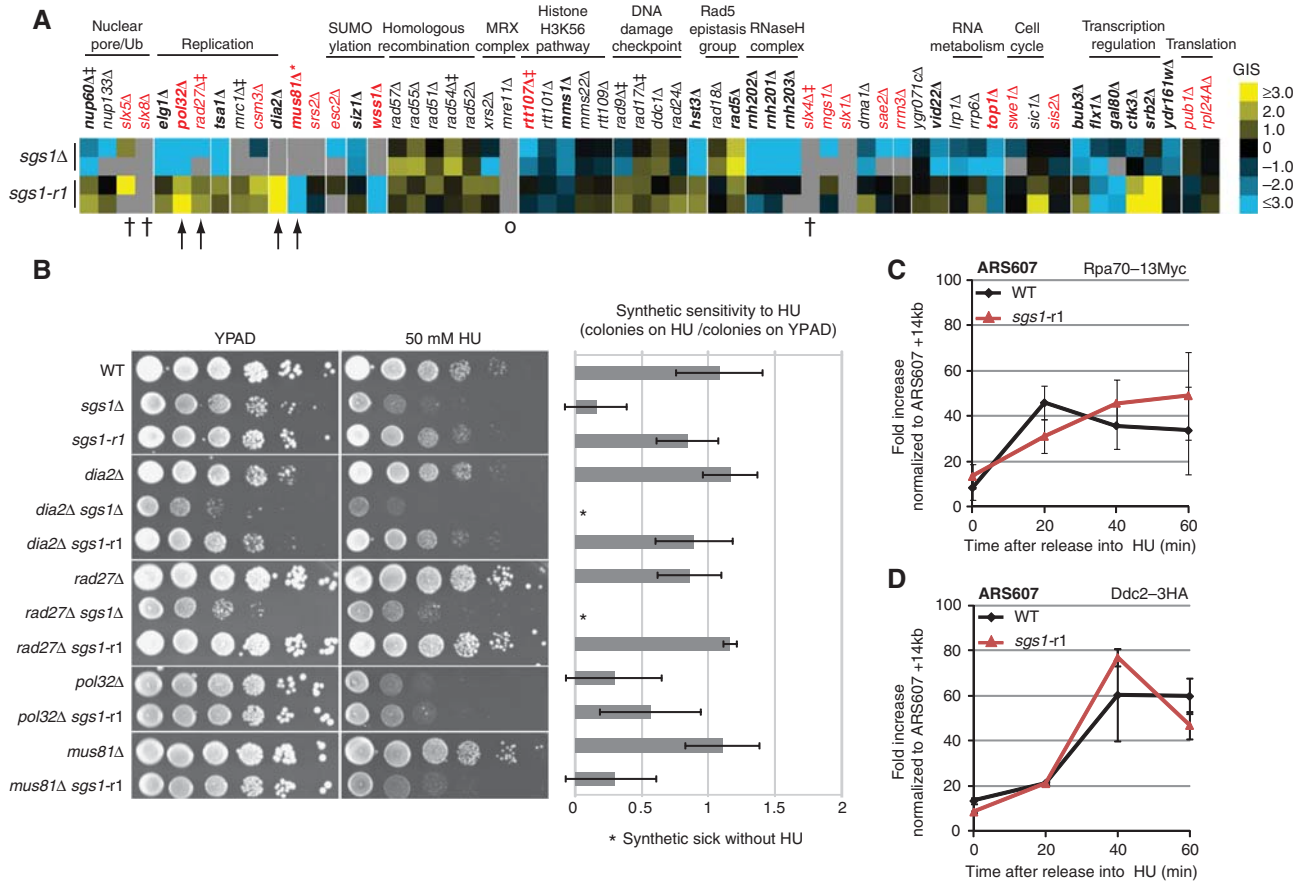 A
Nuclear pore/Ub
Replication
SUMO ylation
Homologous recombination
MRX complex
Histone H3K56 pathway
DNA damage checkpoint
Rad5 epistasis group
RNaseH complex
RNA metabolism
Cell cycle
Transcription regulation
Translation
nup60Δ‡
nup133Δ
slx5Δ
slx8Δ
elg1Δ
pol32Δ
rad27Δ‡
tsa1Δ
mrc1Δ‡
csm3Δ
dia2Δ
mus81Δ*
srs2Δ
esc2Δ
siz1Δ
wss1Δ
rad57Δ
rad55Δ
rad51Δ
rad54Δ‡
rad52Δ
xrs2Δ
mre11Δ
rtt107Δ‡
rtt101Δ
mms1Δ
mms22Δ
rtt109Δ
rad9Δ‡
rad17Δ‡
ddc1Δ
rad24Δ
hst3Δ
rad18Δ
rad5Δ
rnh202Δ
rnh201Δ
rnh203Δ
slx4Δ‡
mgs1Δ
slx1Δ
dma1Δ
sae2Δ
rrm3Δ
ygr071cΔ
vid22Δ
lrp1Δ
rrp6Δ
top1Δ
swe1Δ
sic1Δ
sis2Δ
bub3Δ
flx1Δ
gal80Δ
ctk3Δ
srb2Δ
ydr161wΔ
pub1Δ
rpl24AΔ
sgs1Δ
sgs1-r1
† † o †
GIS
≥3.0
2.0
1.0
0
−1.0
−2.0
≤3.0
B
YPAD
50 mM HU
Synthetic sensitivity to HU
(colonies on HU /colonies on YPAD)
WT
sgs1Δ
sgs1-r1
dia2Δ
dia2Δ sgs1Δ
*
dia2Δ sgs1-r1
rad27Δ
rad27Δ sgs1Δ
*
rad27Δ sgs1-r1
pol32Δ
pol32Δ sgs1-r1
mus81Δ
mus81Δ sgs1-r1
0 0.5 1 1.5 2
* Synthetic sick without HU
C
ARS607 Rpa70–13Myc
WT
sgs1-r1
100
80
60
40
20
0
Fold increase
normalized to ARS607 +14kb
0 20 40 60
Time after release into HU (min)
D
ARS607 Ddc2–3HA
WT
sgs1-r1
100
80
60
40
20
0
Fold increase
normalized to ARS607 +14kb
0 20 40 60
Time after release into HU (min)